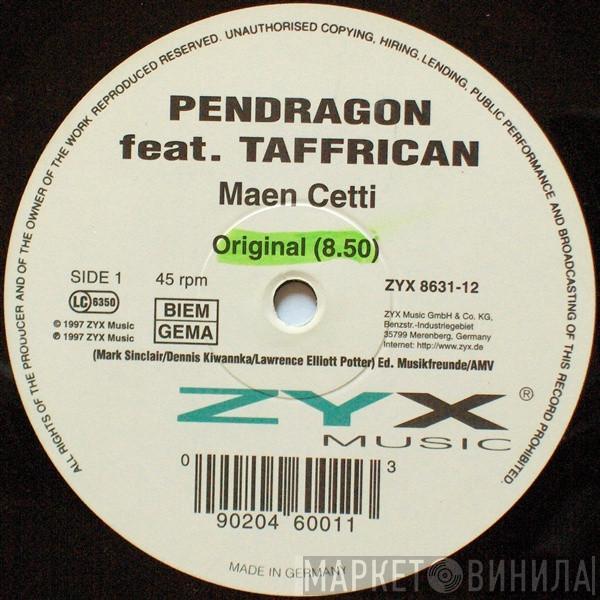 ALL RIGHTS OF THE PRODUCER AND OF THE OWNER OF THE WORK REPRODUCED RESERVED. UNAUTHORISED COPYING, HIRING, LENDING, PUBLIC PERFORMANCE AND BROADCASTING OF THIS RECORD PROHIBITED.
PENDRAGON
feat. TAFFRICAN
Maen Cetti
Original (8.50)
SIDE 1 45 rpm ZYX 8631-12
LC 6350
BIEM
GEMA
© 1997 ZYX Music
℗ 1997 ZYX Music
ZYX Music GmbH & Co. KG,
Benzstr.-Industriegebiet
35799 Merenberg, Germany
Internet: http://www.zyx.de
(Mark Sinclair/Dennis Kiwannka/Lawrence Elliott Potter) Ed. Musikfreunde/AMV
ZYX ®
MUSIC
0 90204 60011 3
MADE IN GERMANY
МАРКЕТ ВИНИЛА